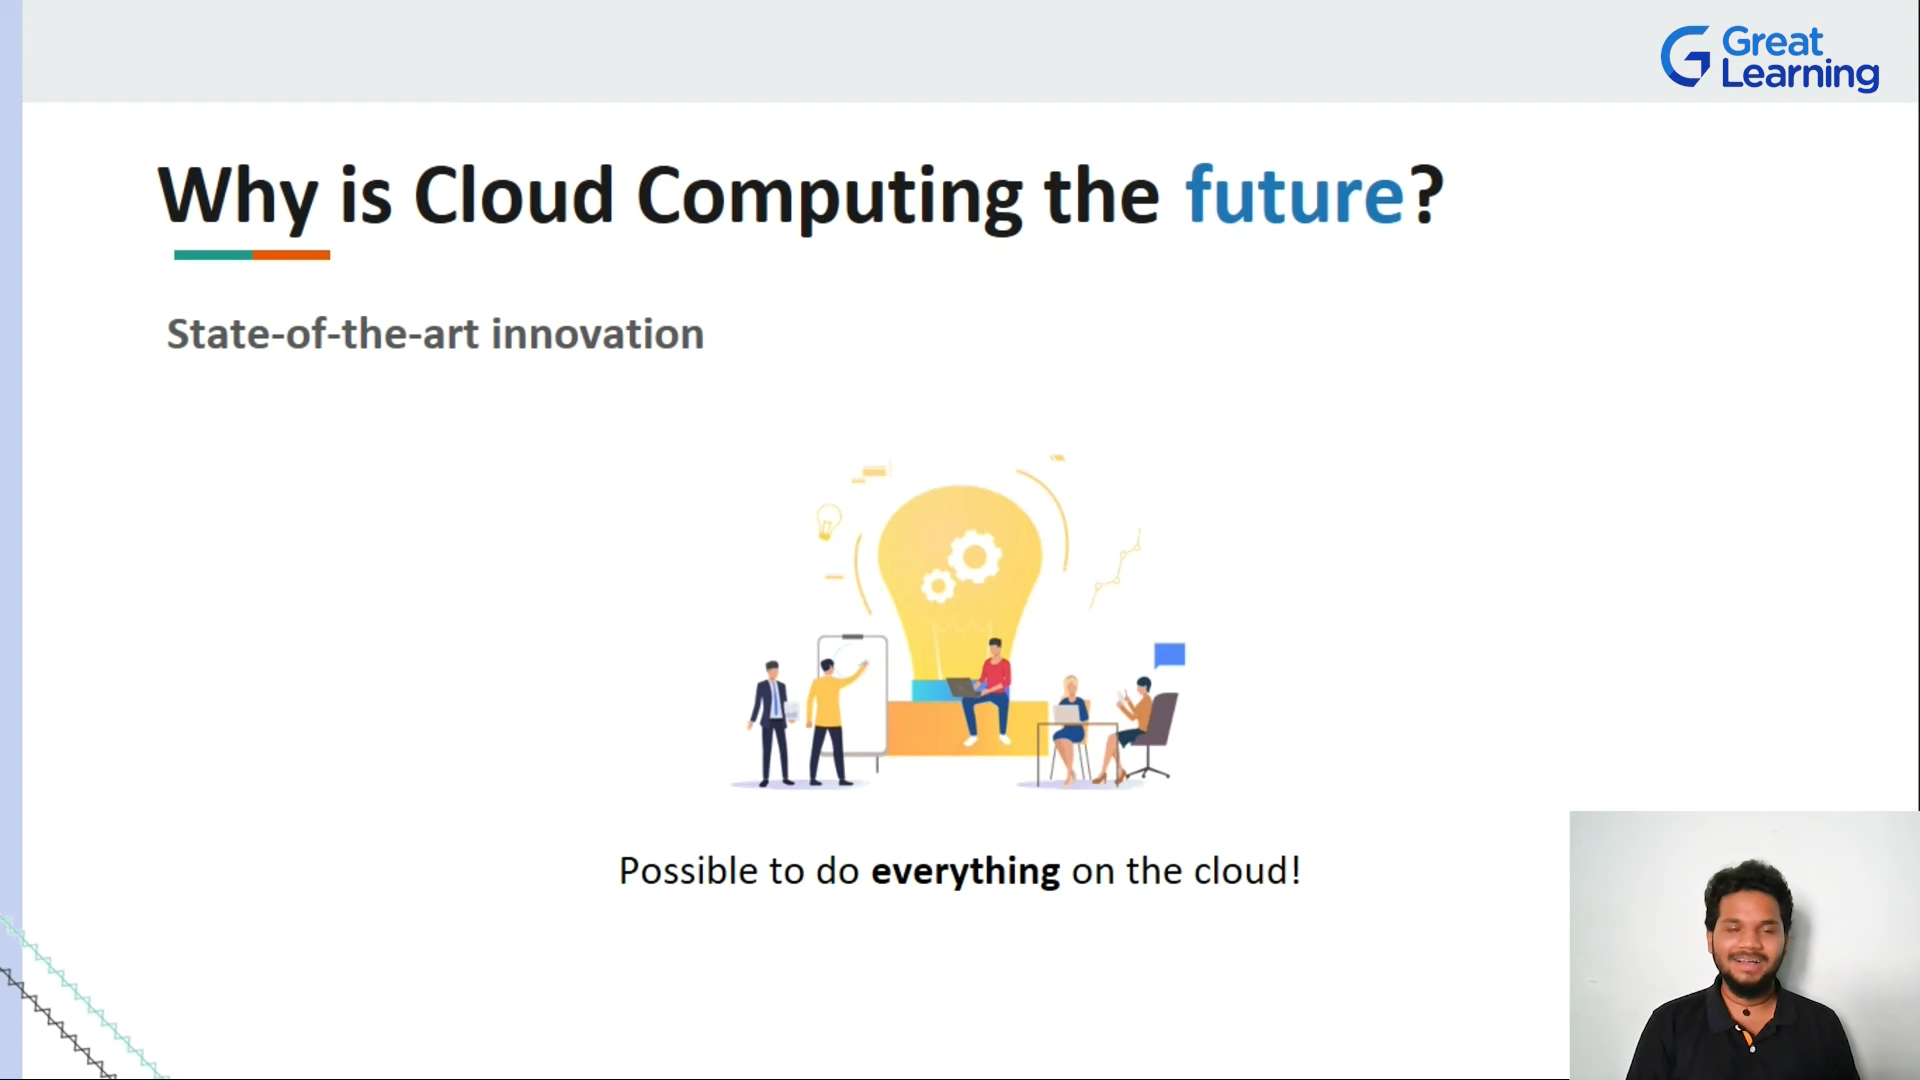 Great
Learning
Why is Cloud Computing the future?
State-of-the-art innovation
Possible to do everything on the cloud!